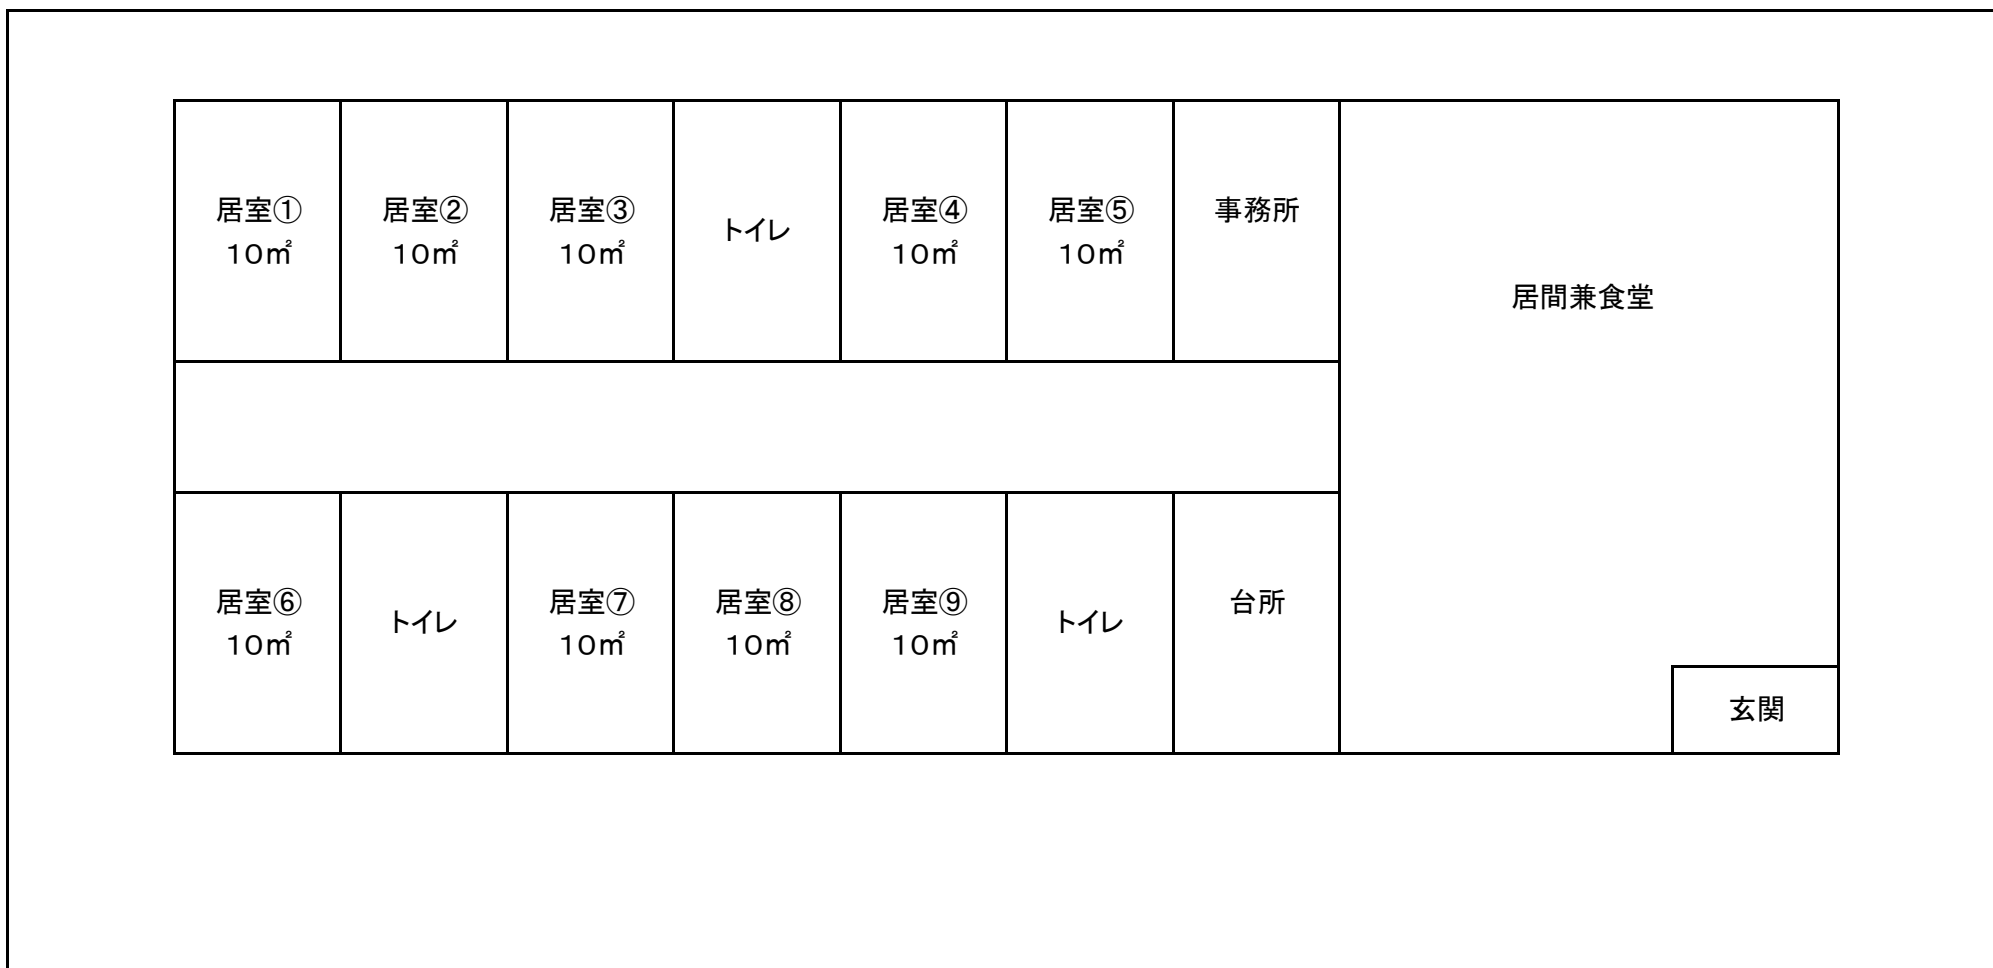 居室①
10㎡
居室②
10㎡
居室③
10㎡
トイレ
居室④
10㎡
居室⑤
10㎡
事務所
居間兼食堂
居室⑥
10㎡
トイレ
居室⑦
10㎡
居室⑧
10㎡
居室⑨
10㎡
トイレ
台所
玄関